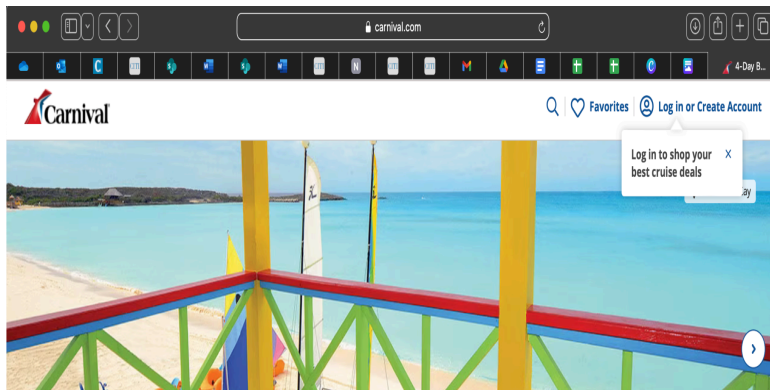 carnival.com
4-Day B...
Carnival
Favorites
Log in or Create Account
Log in to shop your
best cruise deals
ay